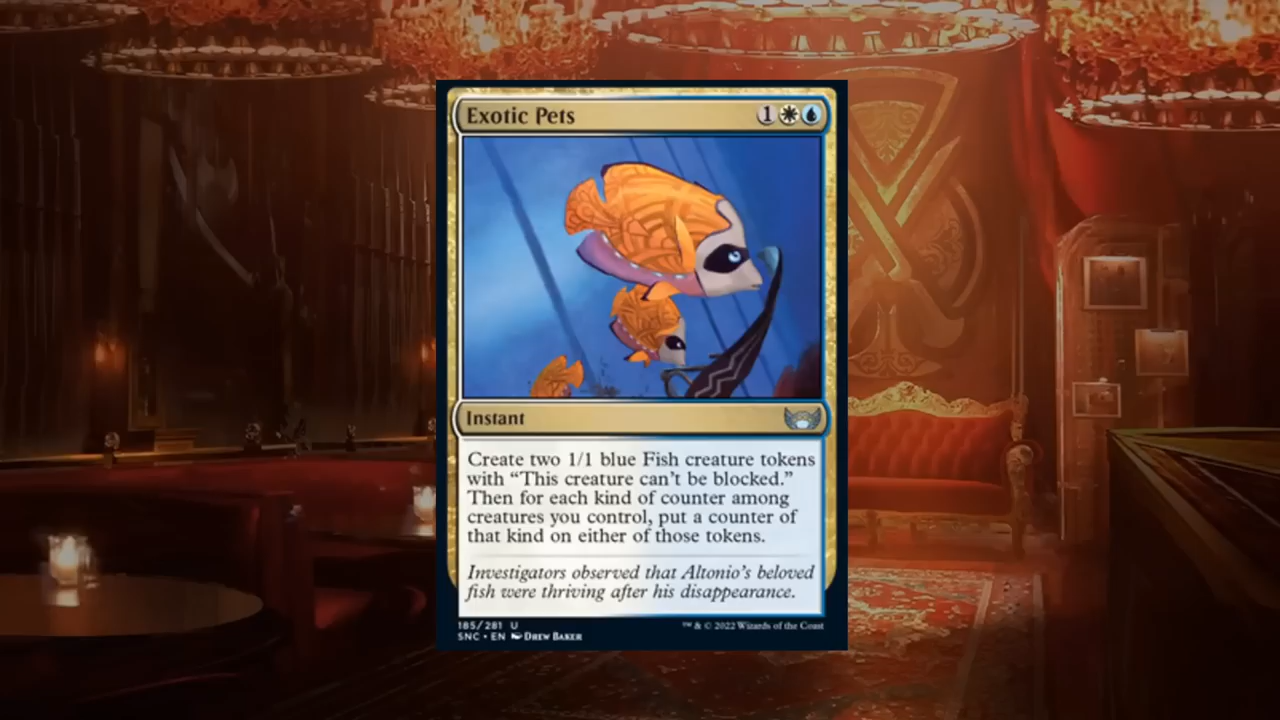 Exotic Pets 1
Instant
Create two 1/1 blue Fish creature tokens
with “This creature can’t be blocked.”
Then for each kind of counter among
creatures you control, put a counter of
that kind on either of those tokens.
Investigators observed that Altonio’s beloved
fish were thriving after his disappearance.
185/281 U
SNC • EN DREW BAKER
™ & © 2022 Wizards of the Coast